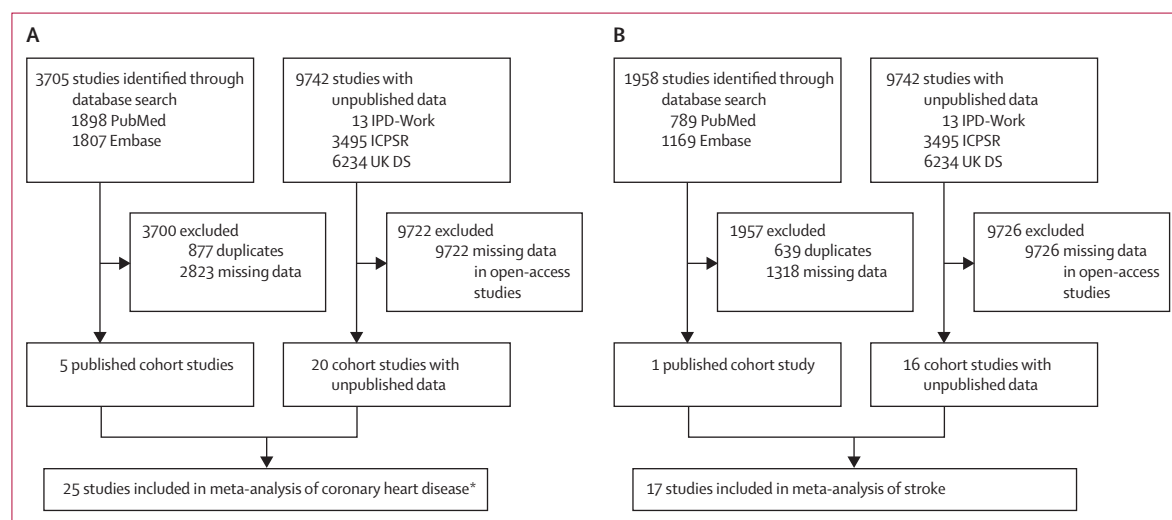 A
3705 studies identified through
database search
1898 PubMed
1807 Embase
9742 studies with
unpublished data
13 IPD-Work
3495 ICPSR
6234 UK DS
3700 excluded
877 duplicates
2823 missing data
9722 excluded
9722 missing data
in open-access
studies
5 published cohort studies
20 cohort studies with
unpublished data
25 studies included in meta-analysis of coronary heart disease*
B
1958 studies identified through
database search
789 PubMed
1169 Embase
9742 studies with
unpublished data
13 IPD-Work
3495 ICPSR
6234 UK DS
1957 excluded
639 duplicates
1318 missing data
9726 excluded
9726 missing data
in open-access
studies
1 published cohort study
16 cohort studies with
unpublished data
17 studies included in meta-analysis of stroke